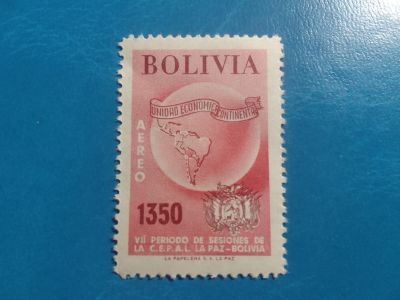 BOLIVIA
UNIDAD ECONOMICA CONTINENTAL
AEREO
1350
VII PERIODO DE SESIONES DE
LA C.E.P.A.L. LA PAZ-BOLIVIA
LA PAPELERA S. A. LA PAZ